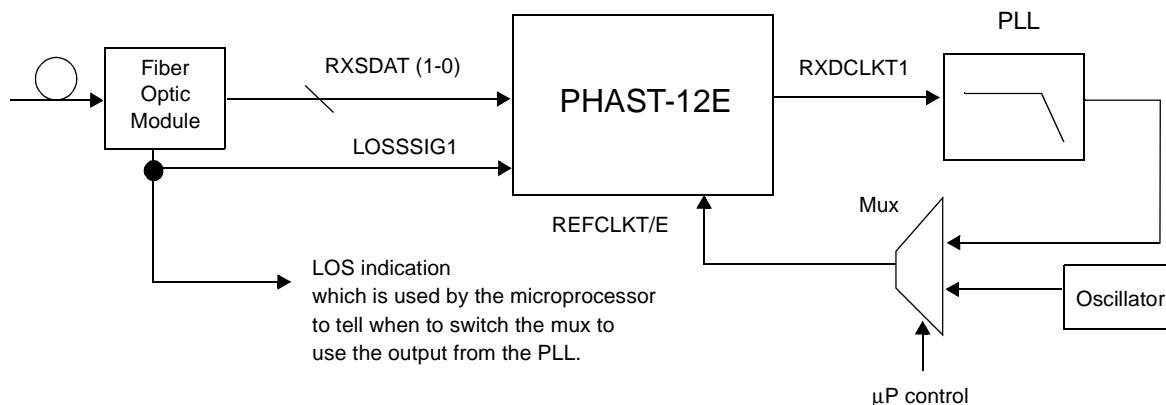 PLL
Fiber
Optic
Module
RXSDAT (1-0)
PHAST-12E
RXDCLKT1
LOSSSIG1
REFCLKT/E
Mux
Oscillator
LOS indication
which is used by the microprocessor
to tell when to switch the mux to
use the output from the PLL.
μP control